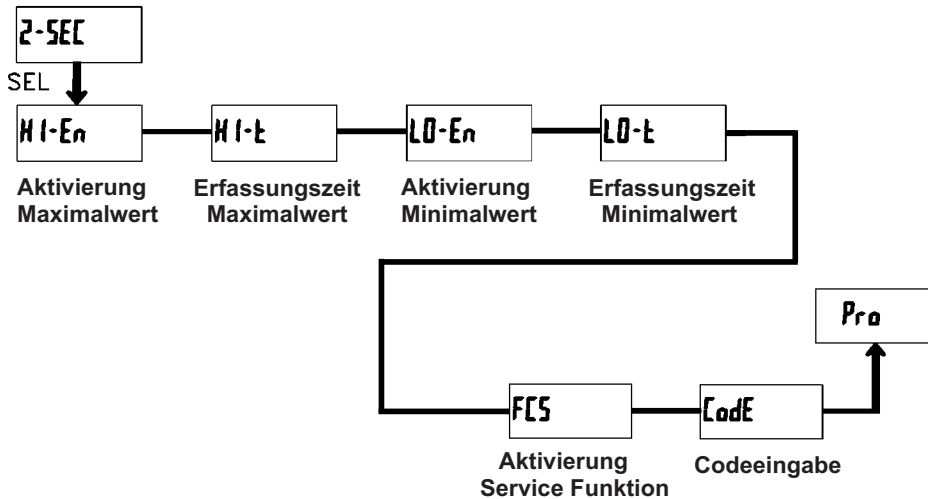 2-SEC
SEL
HI-En
HI-t
LO-En
LO-t
Aktivierung
Maximalwert
Erfassungszeit
Maximalwert
Aktivierung
Minimalwert
Erfassungszeit
Minimalwert
Pro
FCS
CodE
Aktivierung
Service Funktion
Codeeingabe